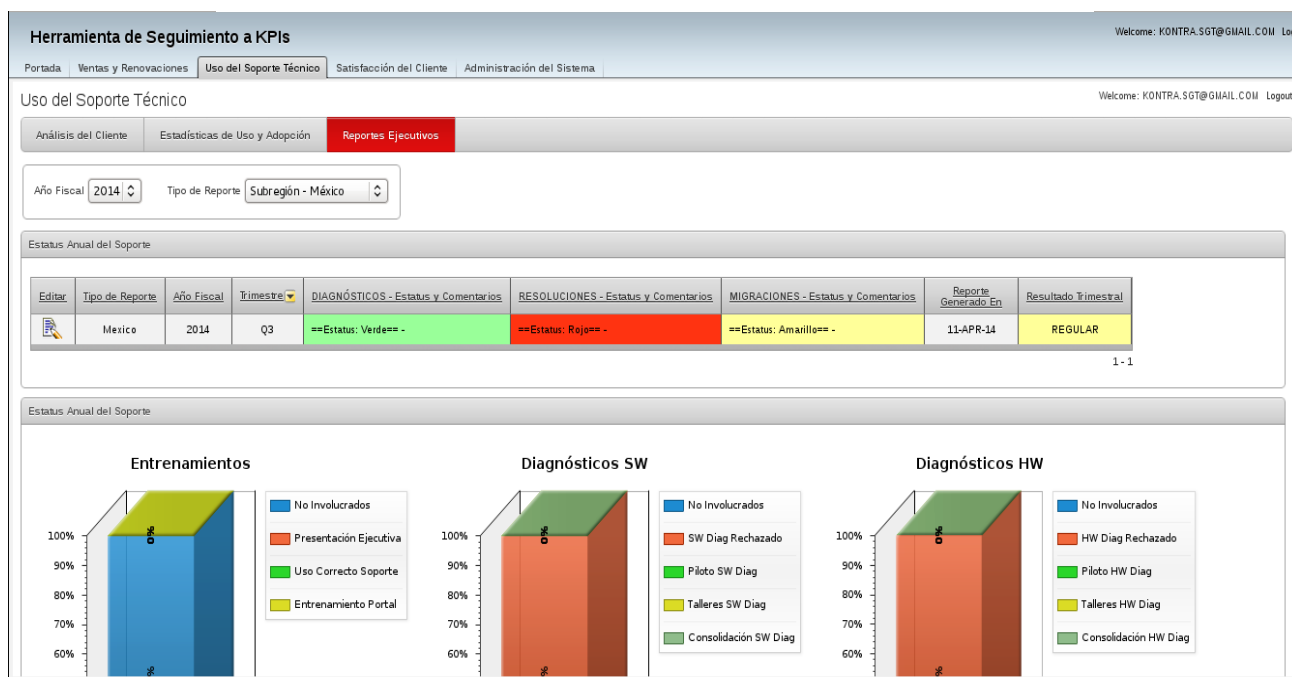 Herramienta de Seguimiento a KPIs
Welcome: KONTRA.SGT@GMAIL.COM Lo
Portada Ventas y Renovaciones Uso del Soporte Técnico Satisfacción del Cliente Administración del Sistema
Uso del Soporte Técnico
Welcome: KONTRA.SGT@GMAIL.COM Logout
Análisis del Cliente Estadísticas de Uso y Adopción Reportes Ejecutivos
Año Fiscal 2014 Tipo de Reporte Subregión - México
Estatus Anual del Soporte
Editar Tipo de Reporte Año Fiscal Trimestre DIAGNÓSTICOS - Estatus y Comentarios RESOLUCIONES - Estatus y Comentarios MIGRACIONES - Estatus y Comentarios Reporte Generado En Resultado Trimestral
Mexico 2014 Q3 ==Estatus: Verde== - ==Estatus: Rojo== - ==Estatus: Amarillo== - 11-APR-14 REGULAR
1 - 1
Estatus Anual del Soporte
Entrenamientos
100%
90%
80%
70%
60%
0%
%
No Involucrados
Presentación Ejecutiva
Uso Correcto Soporte
Entrenamiento Portal
Diagnósticos SW
100%
90%
80%
70%
60%
0%
%
No Involucrados
SW Diag Rechazado
Piloto SW Diag
Talleres SW Diag
Consolidación SW Diag
Diagnósticos HW
100%
90%
80%
70%
60%
0%
%
No Involucrados
HW Diag Rechazado
Piloto HW Diag
Talleres HW Diag
Consolidación HW Diag